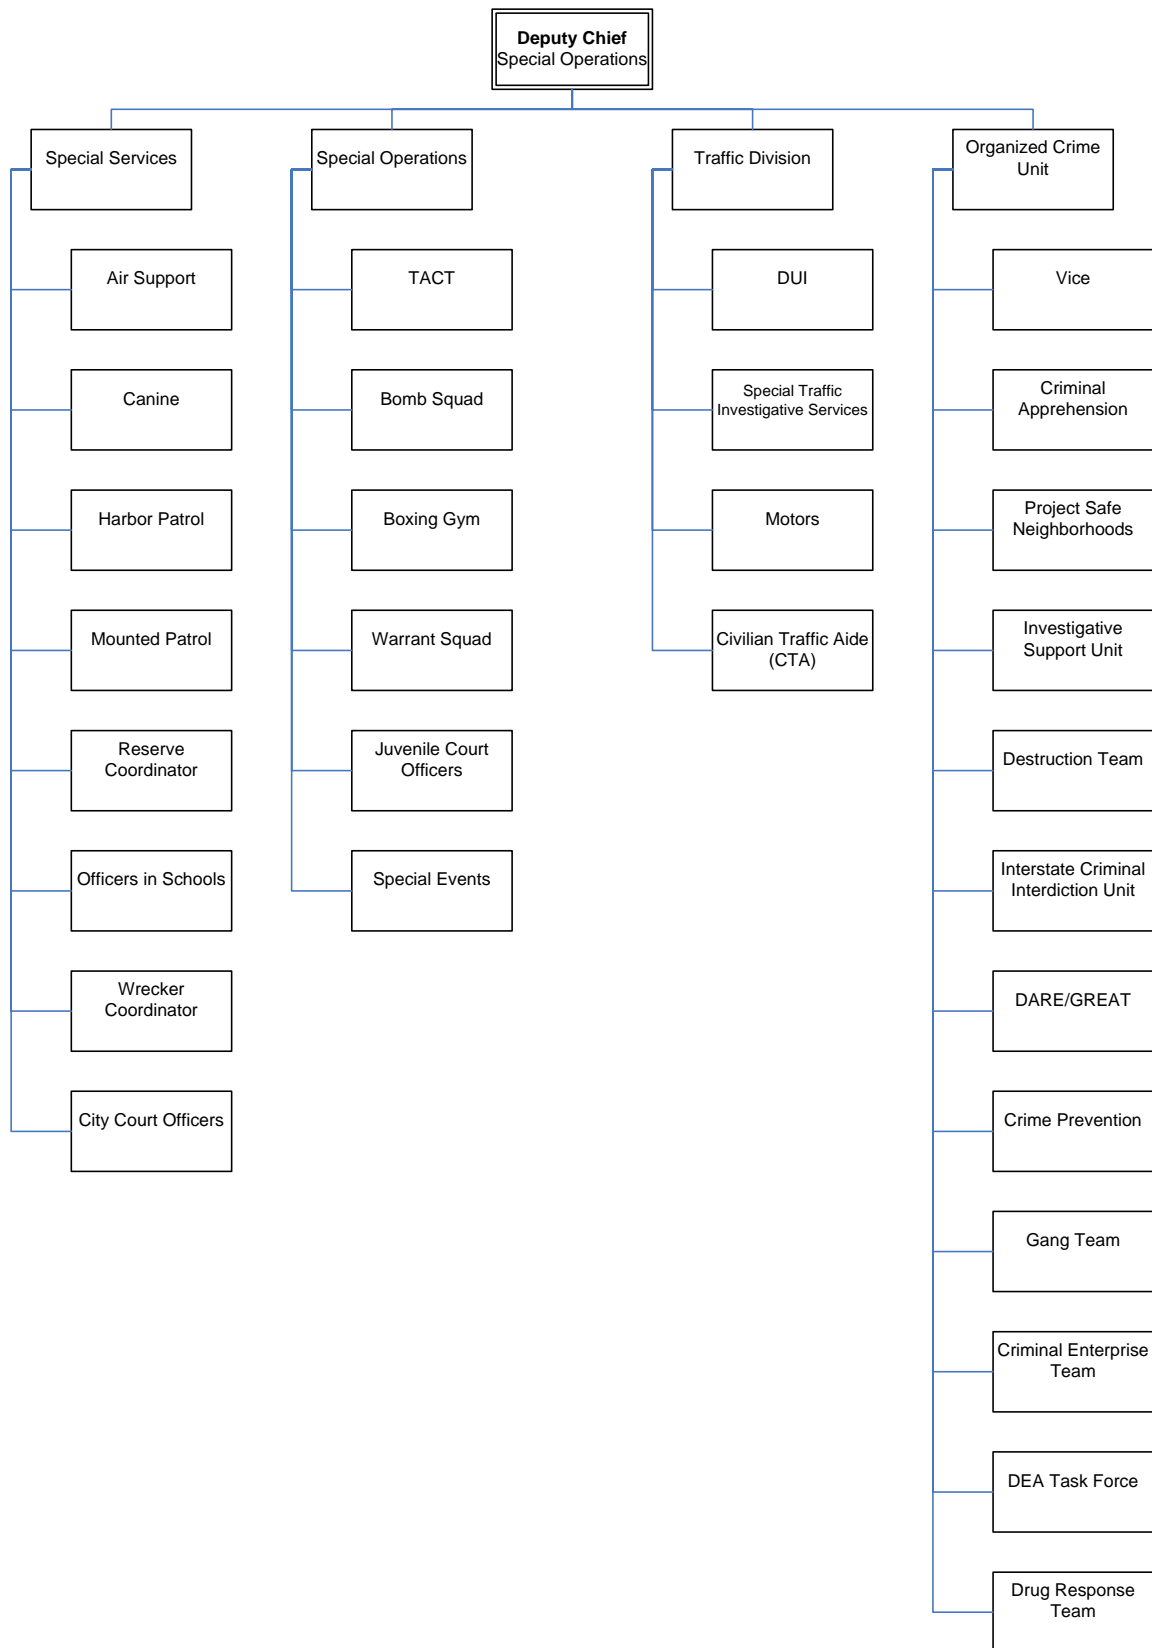 Deputy Chief
Special Operations
Special Services
Air Support
Canine
Harbor Patrol
Mounted Patrol
Reserve
Coordinator
Officers in Schools
Wrecker
Coordinator
City Court Officers
Special Operations
TACT
Bomb Squad
Boxing Gym
Warrant Squad
Juvenile Court
Officers
Special Events
Traffic Division
DUI
Special Traffic
Investigative Services
Motors
Civilian Traffic Aide
(CTA)
Organized Crime
Unit
Vice
Criminal
Apprehension
Project Safe
Neighborhoods
Investigative
Support Unit
Destruction Team
Interstate Criminal
Interdiction Unit
DARE/GREAT
Crime Prevention
Gang Team
Criminal Enterprise
Team
DEA Task Force
Drug Response
Team